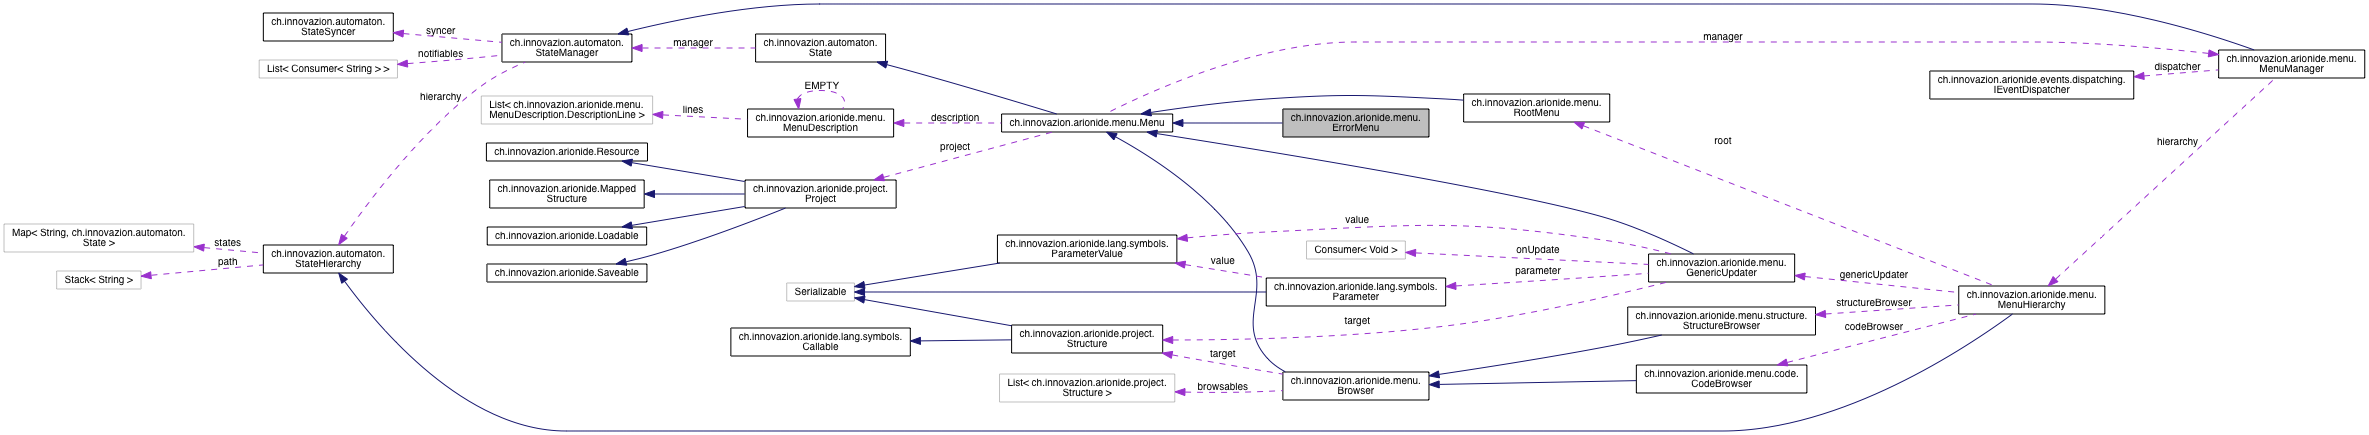 ch.innovazion.automaton.
StateSyncer
List< Consumer< String > >
Map< String, ch.innovazion.automaton.
State >
Stack< String >
syncer
notifiables
hierarchy
states
path
ch.innovazion.automaton.
StateHierarchy
ch.innovazion.automaton.
StateManager
List< ch.innovazion.arionide.menu.
MenuDescription.DescriptionLine >
ch.innovazion.arionide.Resource
ch.innovazion.arionide.Mapped
Structure
ch.innovazion.arionide.Loadable
ch.innovazion.arionide.Saveable
manager
lines
ch.innovazion.automaton.
State
EMPTY
ch.innovazion.arionide.menu.
MenuDescription
ch.innovazion.arionide.project.
Project
Serializable
ch.innovazion.arionide.lang.symbols.
Callable
description
project
ch.innovazion.arionide.menu.Menu
ch.innovazion.arionide.lang.symbols.
ParameterValue
ch.innovazion.arionide.project.
Structure
List< ch.innovazion.arionide.project.
Structure >
value
target
browsables
ch.innovazion.arionide.menu.
ErrorMenu
value
Consumer< Void >
ch.innovazion.arionide.lang.symbols.
Parameter
target
ch.innovazion.arionide.menu.
Browser
ch.innovazion.arionide.menu.
RootMenu
onUpdate
parameter
manager
root
ch.innovazion.arionide.menu.
GenericUpdater
ch.innovazion.arionide.menu.structure.
StructureBrowser
ch.innovazion.arionide.menu.code.
CodeBrowser
genericUpdater
structureBrowser
codeBrowser
ch.innovazion.arionide.events.dispatching.
IEventDispatcher
ch.innovazion.arionide.menu.
MenuHierarchy
dispatcher
hierarchy
ch.innovazion.arionide.menu.
MenuManager